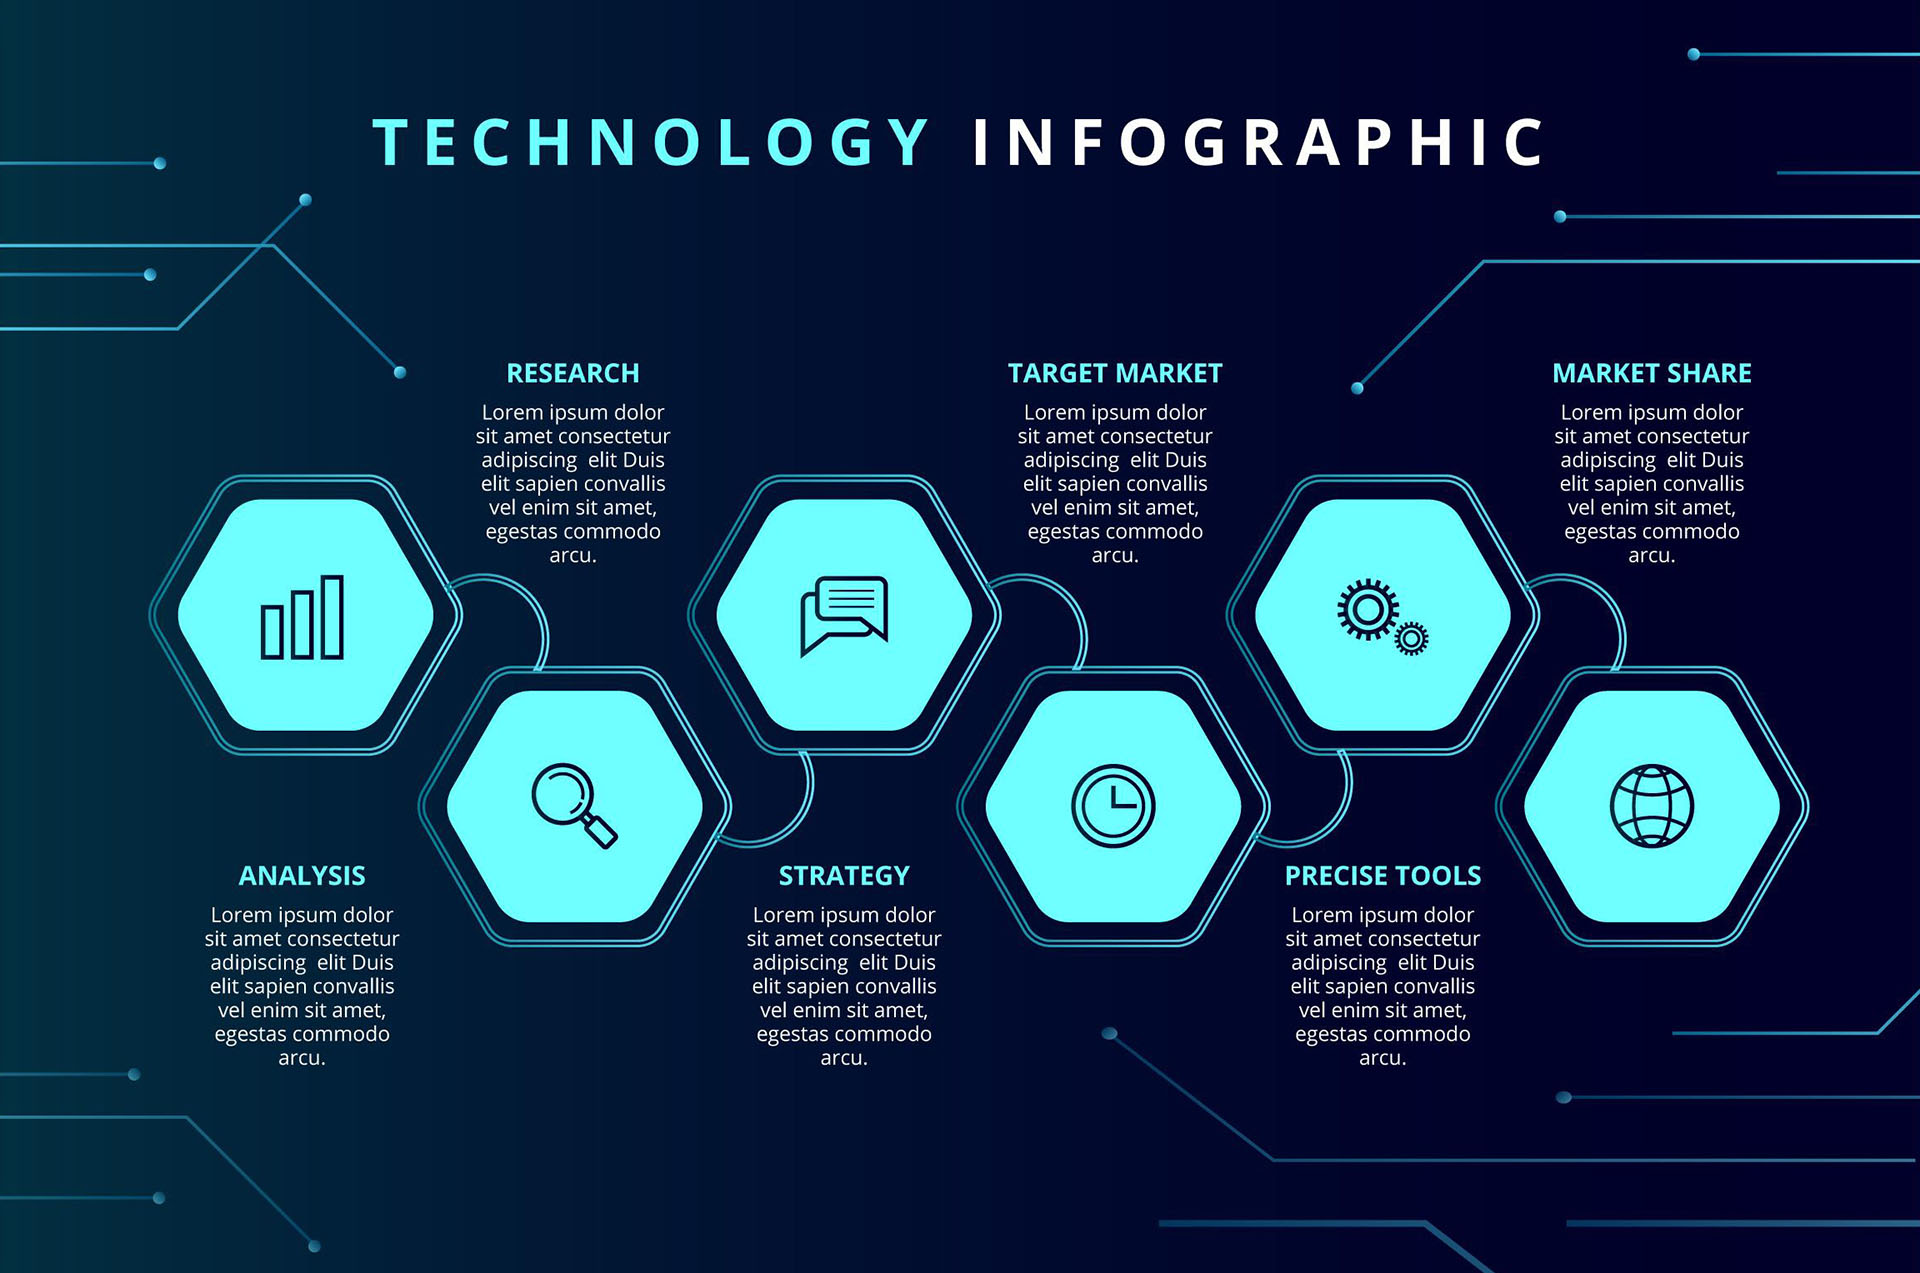 TECHNOLOGY INFOGRAPHIC
RESEARCH
Lorem ipsum dolor
sit amet consectetur
adipiscing  elit Duis
elit sapien convallis
vel enim sit amet,
egestas commodo
arcu.
TARGET MARKET
Lorem ipsum dolor
sit amet consectetur
adipiscing  elit Duis
elit sapien convallis
vel enim sit amet,
egestas commodo
arcu.
MARKET SHARE
Lorem ipsum dolor
sit amet consectetur
adipiscing  elit Duis
elit sapien convallis
vel enim sit amet,
egestas commodo
arcu.
ANALYSIS
Lorem ipsum dolor
sit amet consectetur
adipiscing  elit Duis
elit sapien convallis
vel enim sit amet,
egestas commodo
arcu.
STRATEGY
Lorem ipsum dolor
sit amet consectetur
adipiscing  elit Duis
elit sapien convallis
vel enim sit amet,
egestas commodo
arcu.
PRECISE TOOLS
Lorem ipsum dolor
sit amet consectetur
adipiscing  elit Duis
elit sapien convallis
vel enim sit amet,
egestas commodo
arcu.